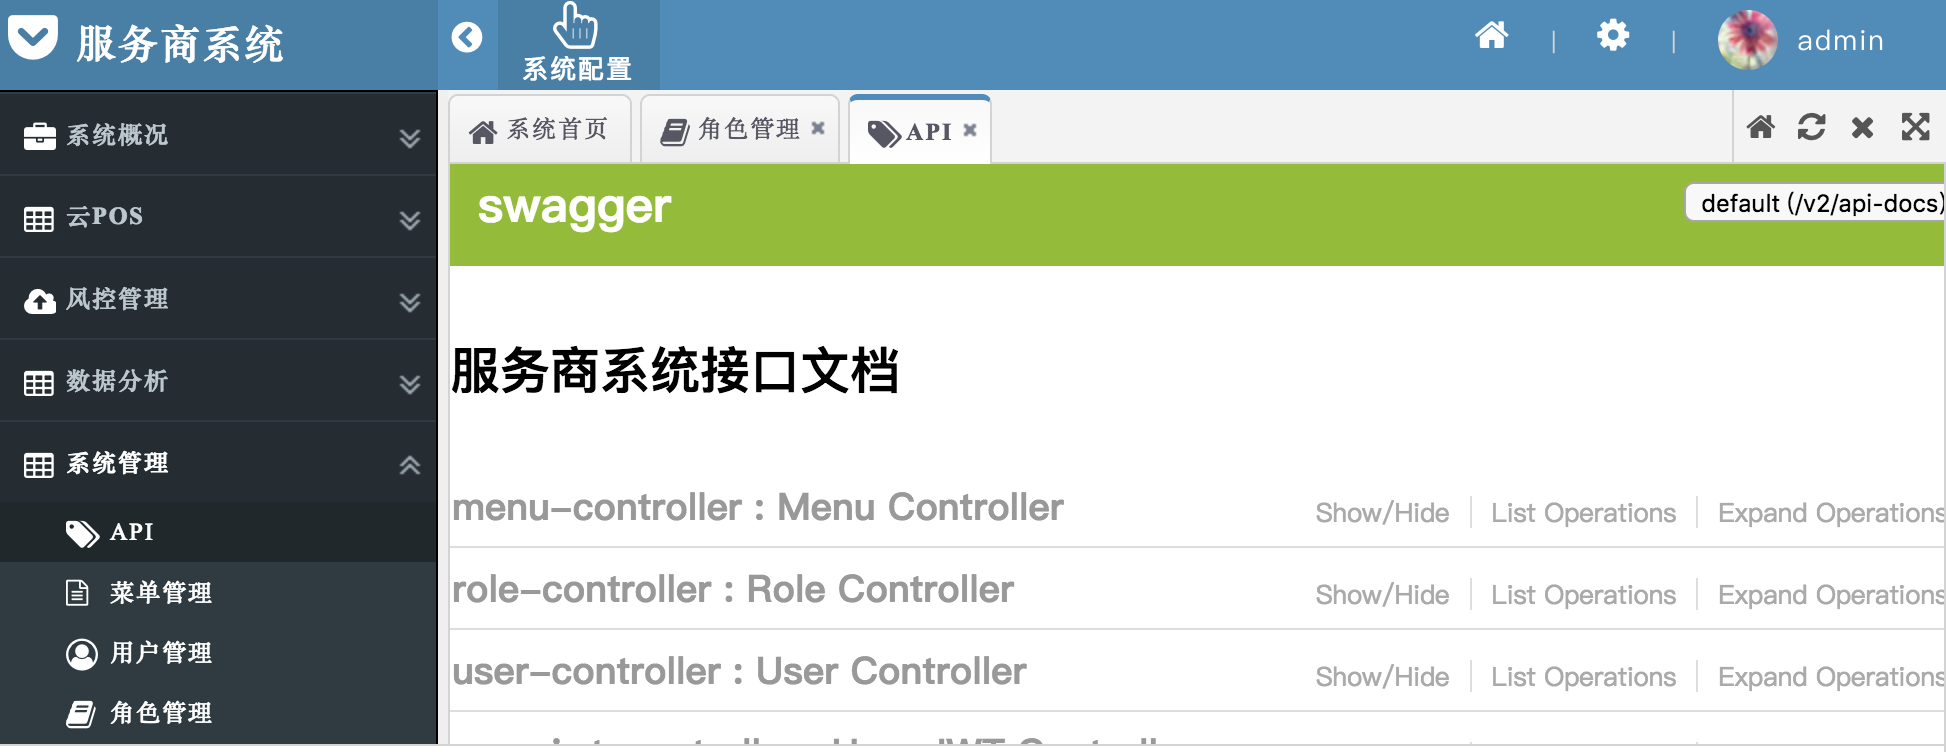 服务商系统
系统配置
|
|
admin
系统概况
云POS
风控管理
数据分析
系统管理
API
菜单管理
用户管理
角色管理
系统首页
角色管理
API
swagger
default (/v2/api-docs)
服务商系统接口文档
menu-controller : Menu Controller
Show/Hide
List Operations
Expand Operations
role-controller : Role Controller
Show/Hide
List Operations
Expand Operations
user-controller : User Controller
Show/Hide
List Operations
Expand Operations